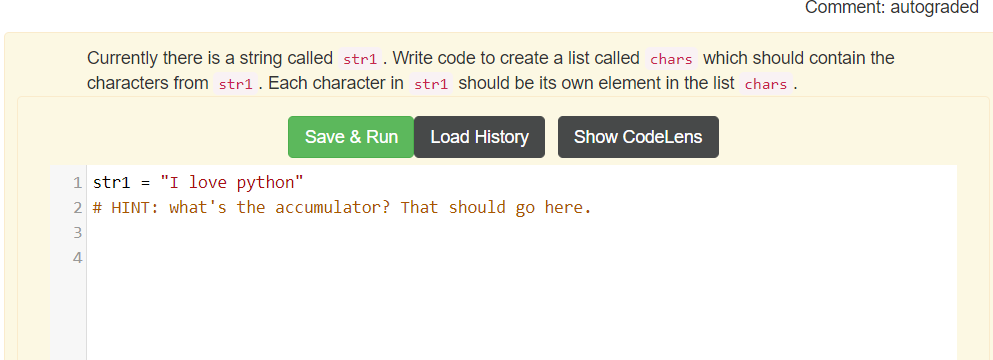 Comment: autograded
Currently there is a string called str1. Write code to create a list called chars which should contain the
characters from str1. Each character in str1 should be its own element in the list chars.
Save & Run Load History Show CodeLens
1 str1 = "I love python"
2 # HINT: what's the accumulator? That should go here.
3
4